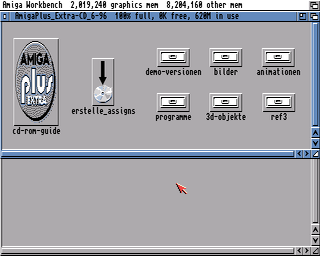 Amiga Workbench 2,019,240 graphics mem 8,204,160 other mem
AmigaPlus_Extra-CD_6-96 100% full, 0K free, 620M in use
AMIGA
plus
EXTRA
cd-rom-guide
erstelle_assigns
demo-versionen
bilder
animationen
programme
3d-objekte
ref3